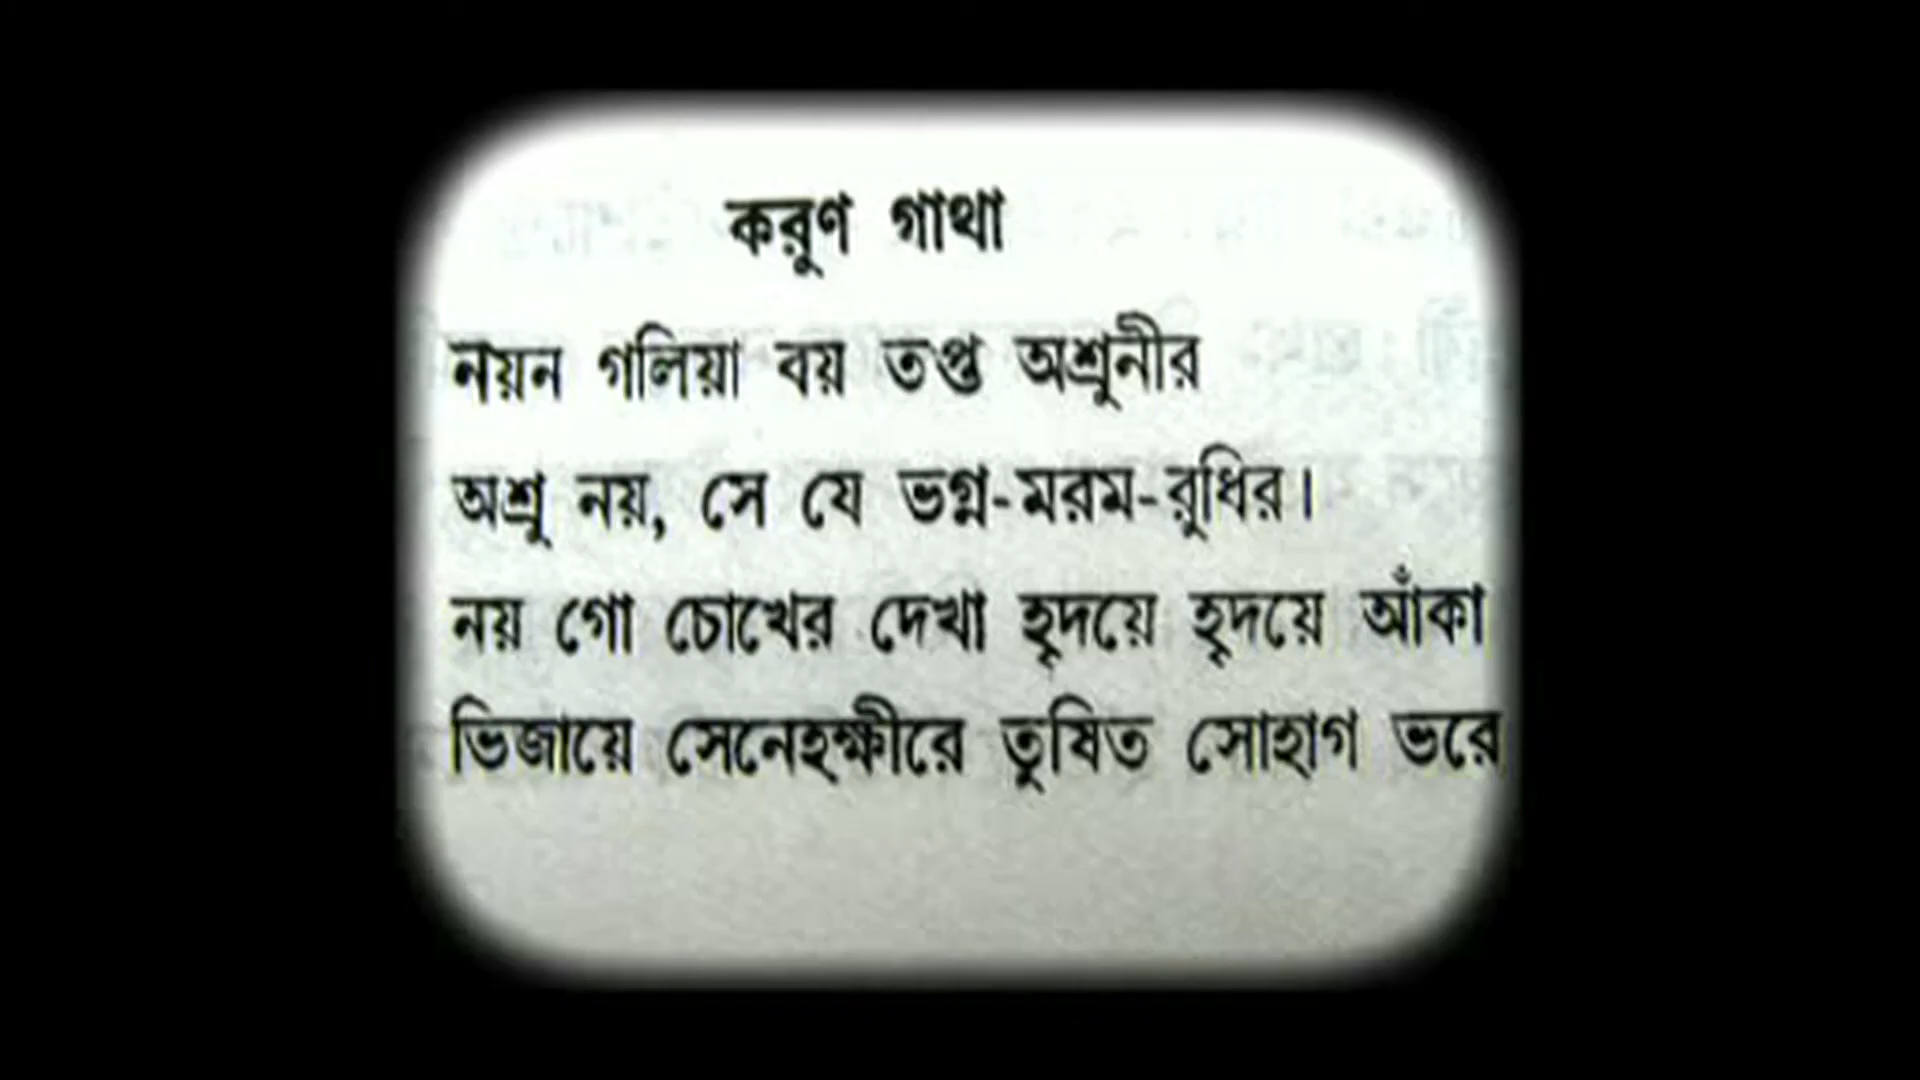 করুণ গাথা
নয়ন গলিয়া বয় তপ্ত অশ্রুনীর
অশ্রু নয়, সে যে ভগ্ন-মরম-রুধির।
নয় গো চোখের দেখা হৃদয়ে হৃদয়ে আঁকা
ভিজায়ে সেনেহক্ষীরে তুষিত সোহাগ ভরে